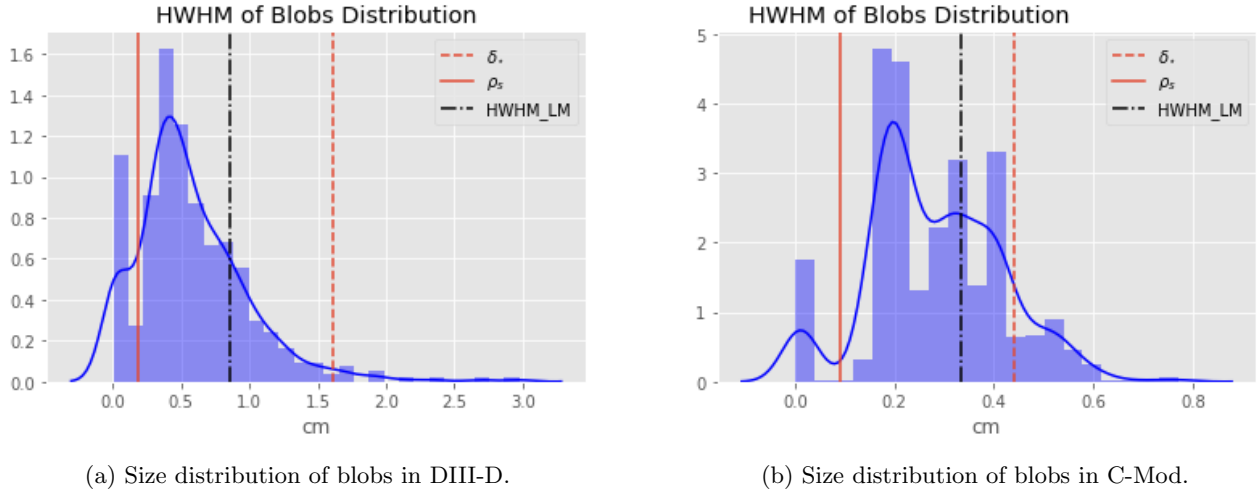 HWHM of Blobs Distribution
1.6
1.4
1.2
1.0
0.8
0.6
0.4
0.2
0.0
δ*
ρs
HWHM_LM
0.0 0.5 1.0 1.5 2.0 2.5 3.0
cm
(a) Size distribution of blobs in DIII-D.
HWHM of Blobs Distribution
5
4
3
2
1
0
δ*
ρs
HWHM_LM
0.0 0.2 0.4 0.6 0.8
cm
(b) Size distribution of blobs in C-Mod.